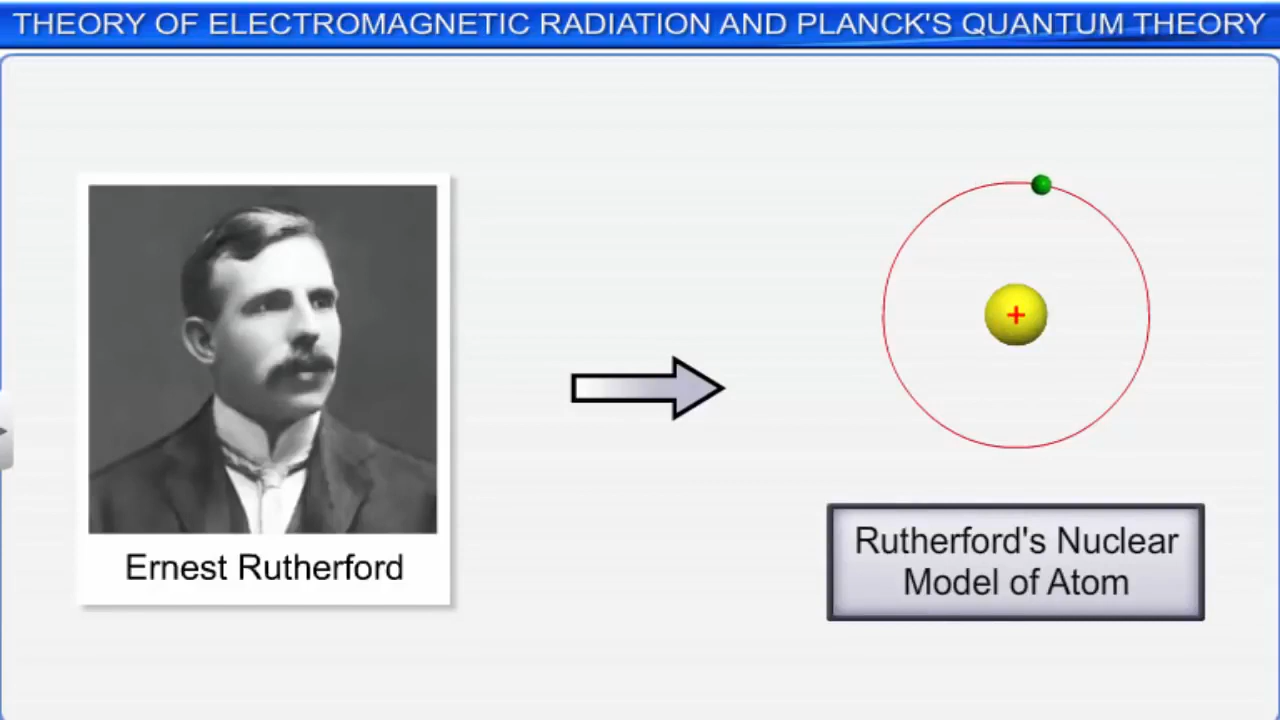 THEORY OF ELECTROMAGNETIC RADIATION AND PLANCK'S QUANTUM THEORY
+
Ernest Rutherford
Rutherford's Nuclear
Model of Atom